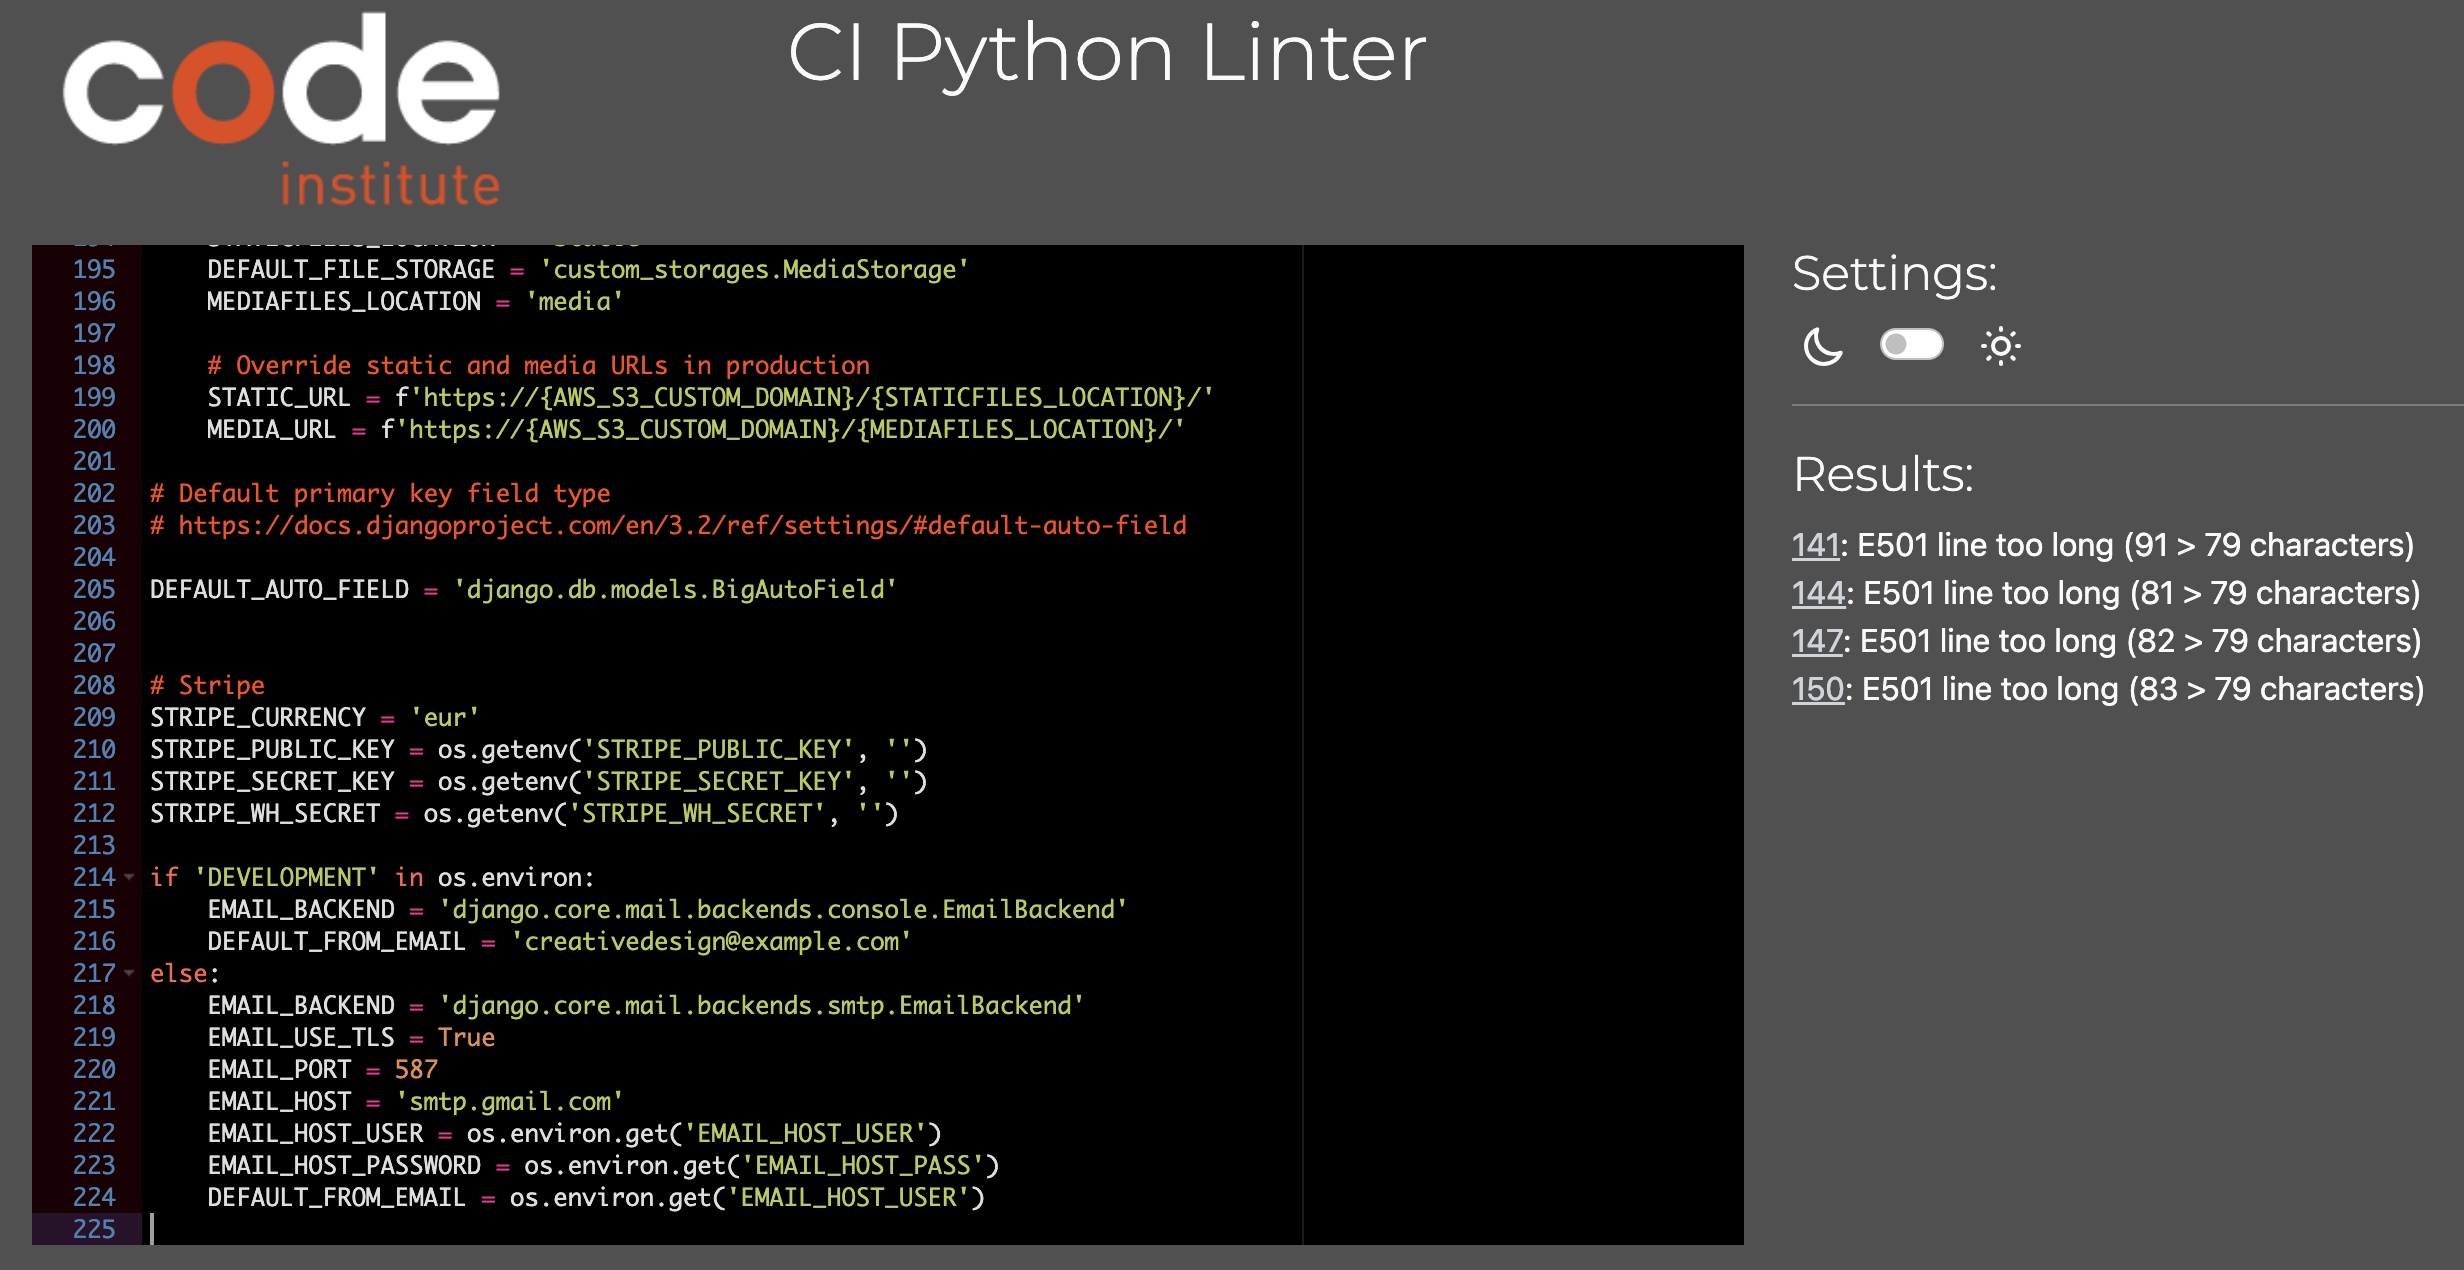 code
institute
CI Python Linter
195 DEFAULT_FILE_STORAGE = 'custom_storages.MediaStorage'
196 MEDIAFILES_LOCATION = 'media'
197
198 # Override static and media URLs in production
199 STATIC_URL = f'https://{AWS_S3_CUSTOM_DOMAIN}/{STATICFILES_LOCATION}/'
200 MEDIA_URL = f'https://{AWS_S3_CUSTOM_DOMAIN}/{MEDIAFILES_LOCATION}/'
201
202 # Default primary key field type
203 # https://docs.djangoproject.com/en/3.2/ref/settings/#default-auto-field
204
205 DEFAULT_AUTO_FIELD = 'django.db.models.BigAutoField'
206
207
208 # Stripe
209 STRIPE_CURRENCY = 'eur'
210 STRIPE_PUBLIC_KEY = os.getenv('STRIPE_PUBLIC_KEY', '')
211 STRIPE_SECRET_KEY = os.getenv('STRIPE_SECRET_KEY', '')
212 STRIPE_WH_SECRET = os.getenv('STRIPE_WH_SECRET', '')
213
214 if 'DEVELOPMENT' in os.environ:
215 EMAIL_BACKEND = 'django.core.mail.backends.console.EmailBackend'
216 DEFAULT_FROM_EMAIL = 'creativedesign@example.com'
217 else:
218 EMAIL_BACKEND = 'django.core.mail.backends.smtp.EmailBackend'
219 EMAIL_USE_TLS = True
220 EMAIL_PORT = 587
221 EMAIL_HOST = 'smtp.gmail.com'
222 EMAIL_HOST_USER = os.environ.get('EMAIL_HOST_USER')
223 EMAIL_HOST_PASSWORD = os.environ.get('EMAIL_HOST_PASS')
224 DEFAULT_FROM_EMAIL = os.environ.get('EMAIL_HOST_USER')
225
Settings:
Results:
141: E501 line too long (91 > 79 characters)
144: E501 line too long (81 > 79 characters)
147: E501 line too long (82 > 79 characters)
150: E501 line too long (83 > 79 characters)